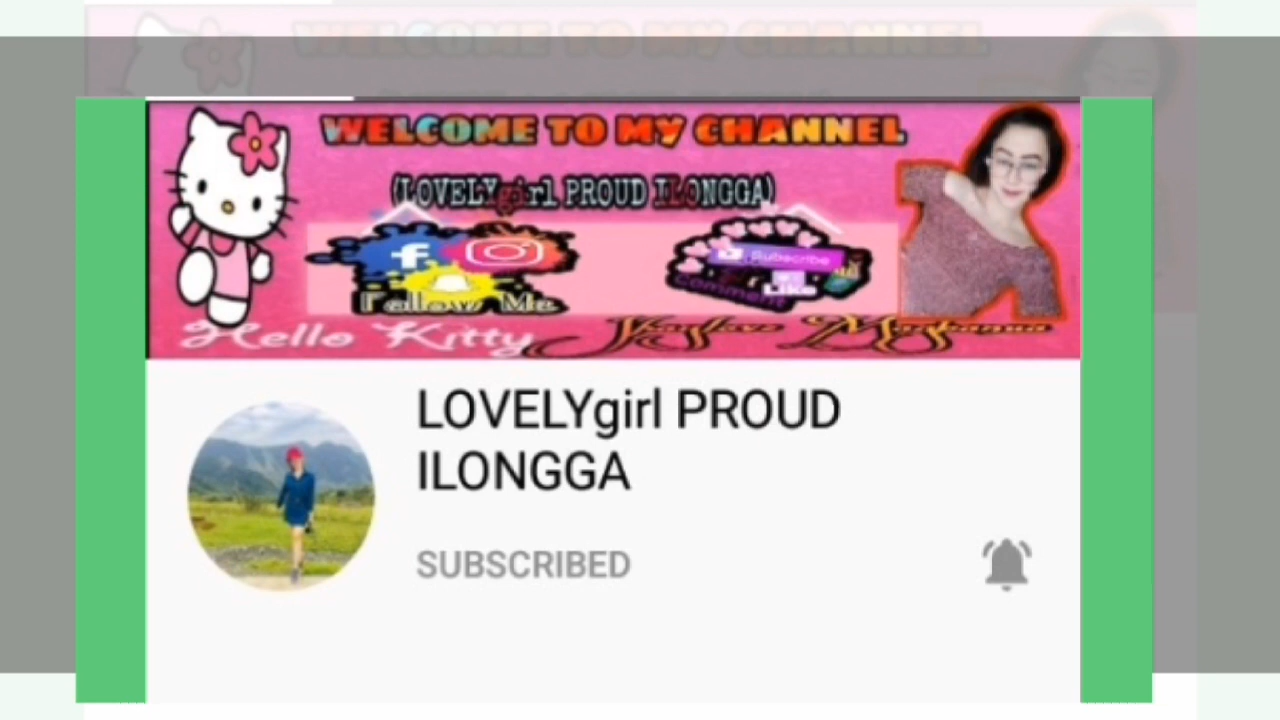 WELCOME TO MY CHANNEL
(LOVELYgirl PROUD ILONGGA)
f
Subscribe
Follow Me
comment
LIKE
Hello Kitty
LOVELYgirl PROUD
ILONGGA
SUBSCRIBED